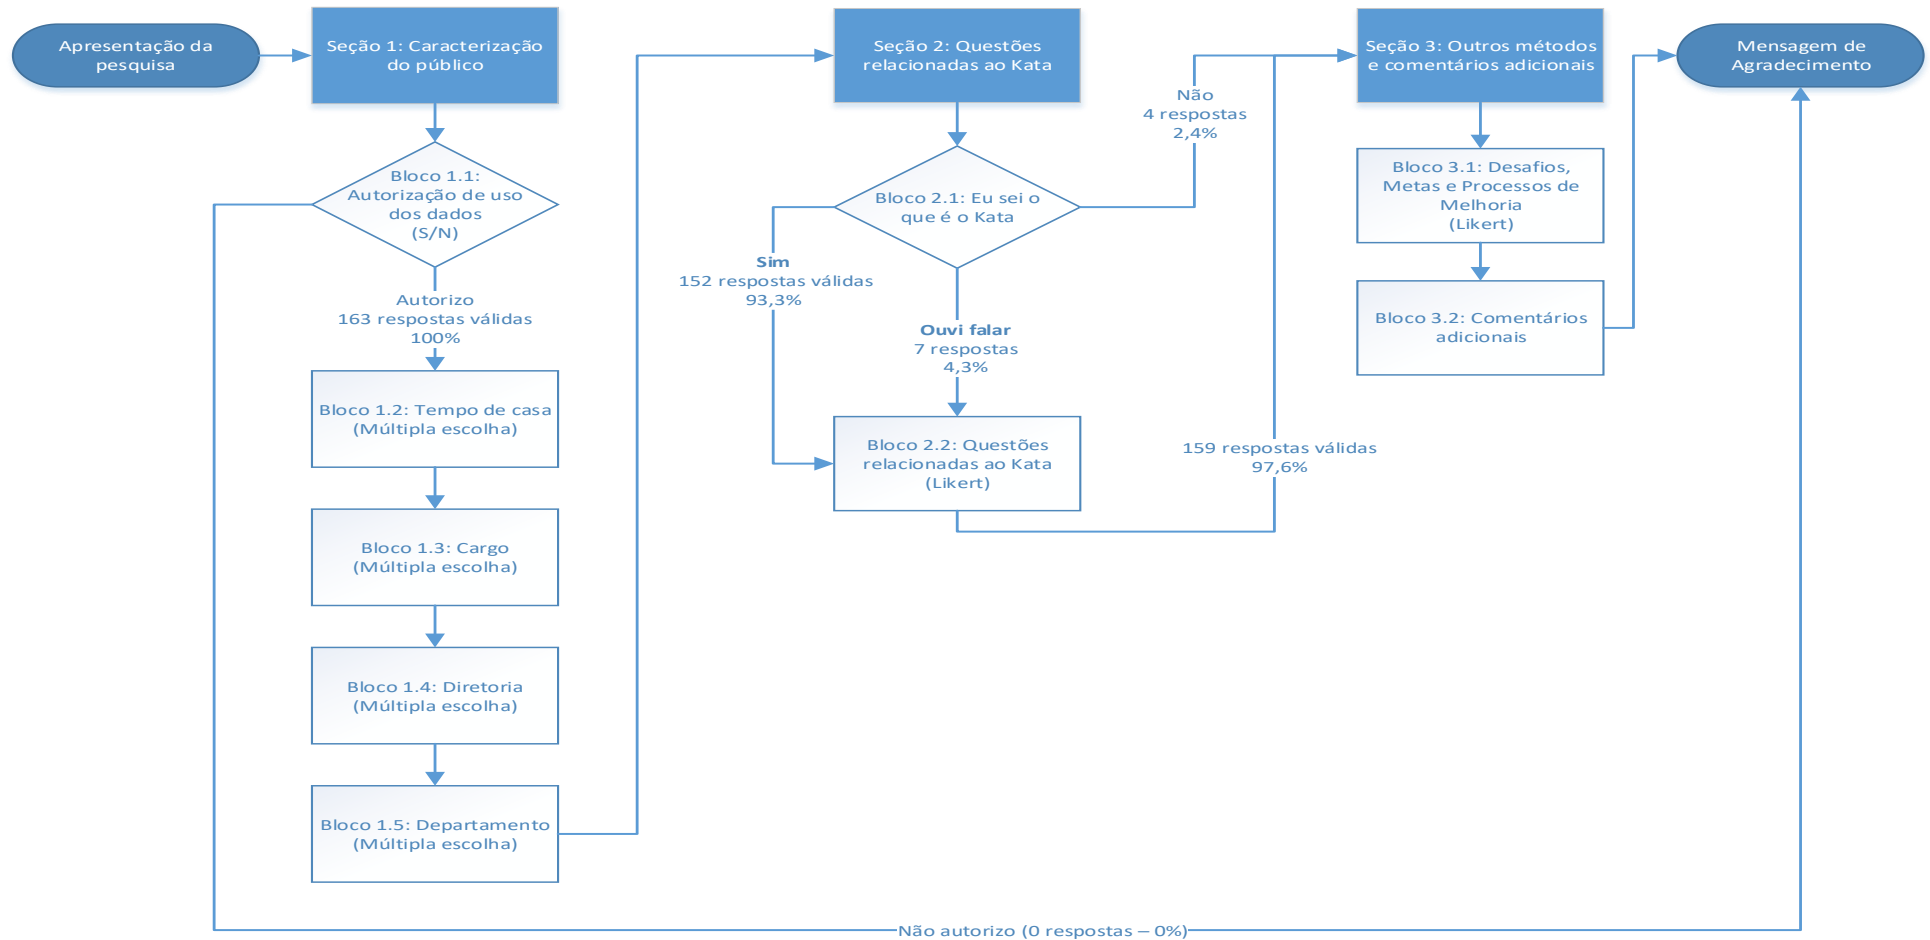 Apresentação da
pesquisa
Seção 1: Caracterização
do público
Bloco 1.1:
Autorização de uso
dos dados
(S/N)
Autorizo
163 respostas válidas
100%
Bloco 1.2: Tempo de casa
(Múltipla escolha)
Bloco 1.3: Cargo
(Múltipla escolha)
Bloco 1.4: Diretoria
(Múltipla escolha)
Bloco 1.5: Departamento
(Múltipla escolha)
Seção 2: Questões
relacionadas ao Kata
Bloco 2.1: Eu sei o
que é o Kata
Sim
152 respostas válidas
93,3%
Ouvi falar
7 respostas
4,3%
Não
4 respostas
2,4%
Bloco 2.2: Questões
relacionadas ao Kata
(Likert)
159 respostas válidas
97,6%
Seção 3: Outros métodos
e comentários adicionais
Bloco 3.1: Desafios,
Metas e Processos de
Melhoria
(Likert)
Bloco 3.2: Comentários
adicionais
Mensagem de
Agradecimento
Não autorizo (0 respostas – 0%)